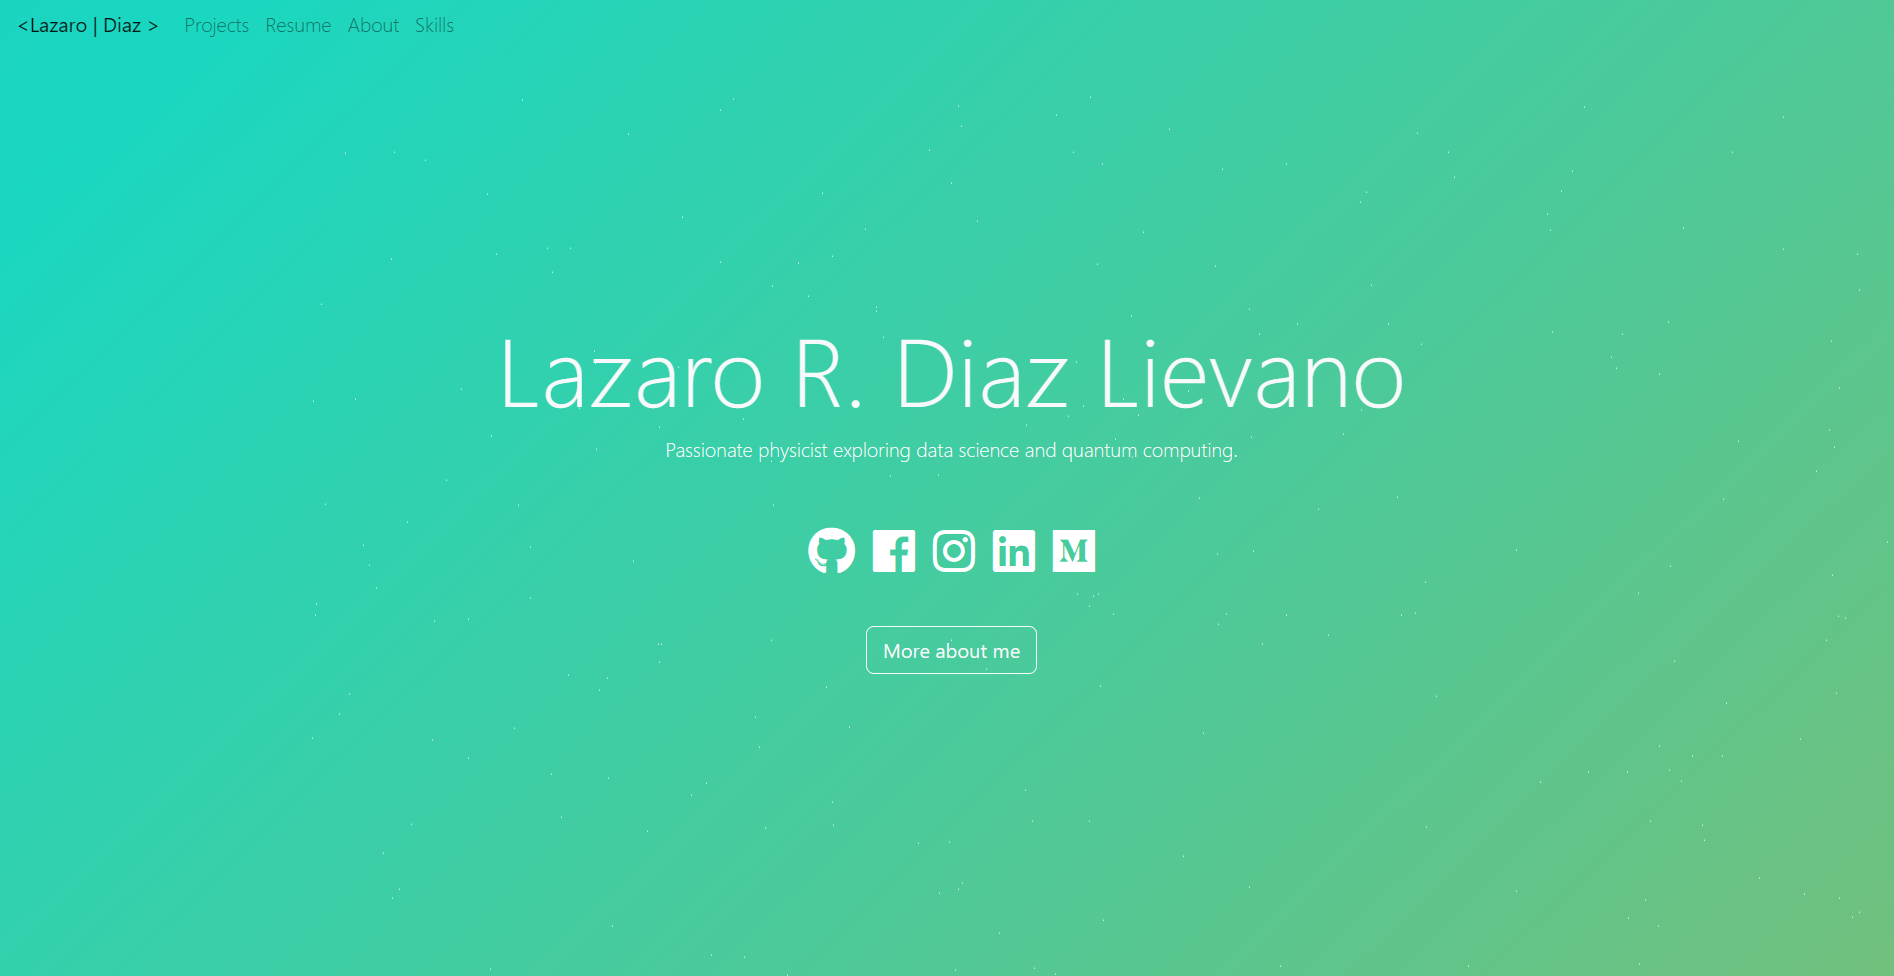 <Lazaro | Diaz > Projects Resume About Skills
Lazaro R. Diaz Lievano
Passionate physicist exploring data science and quantum computing.
More about me